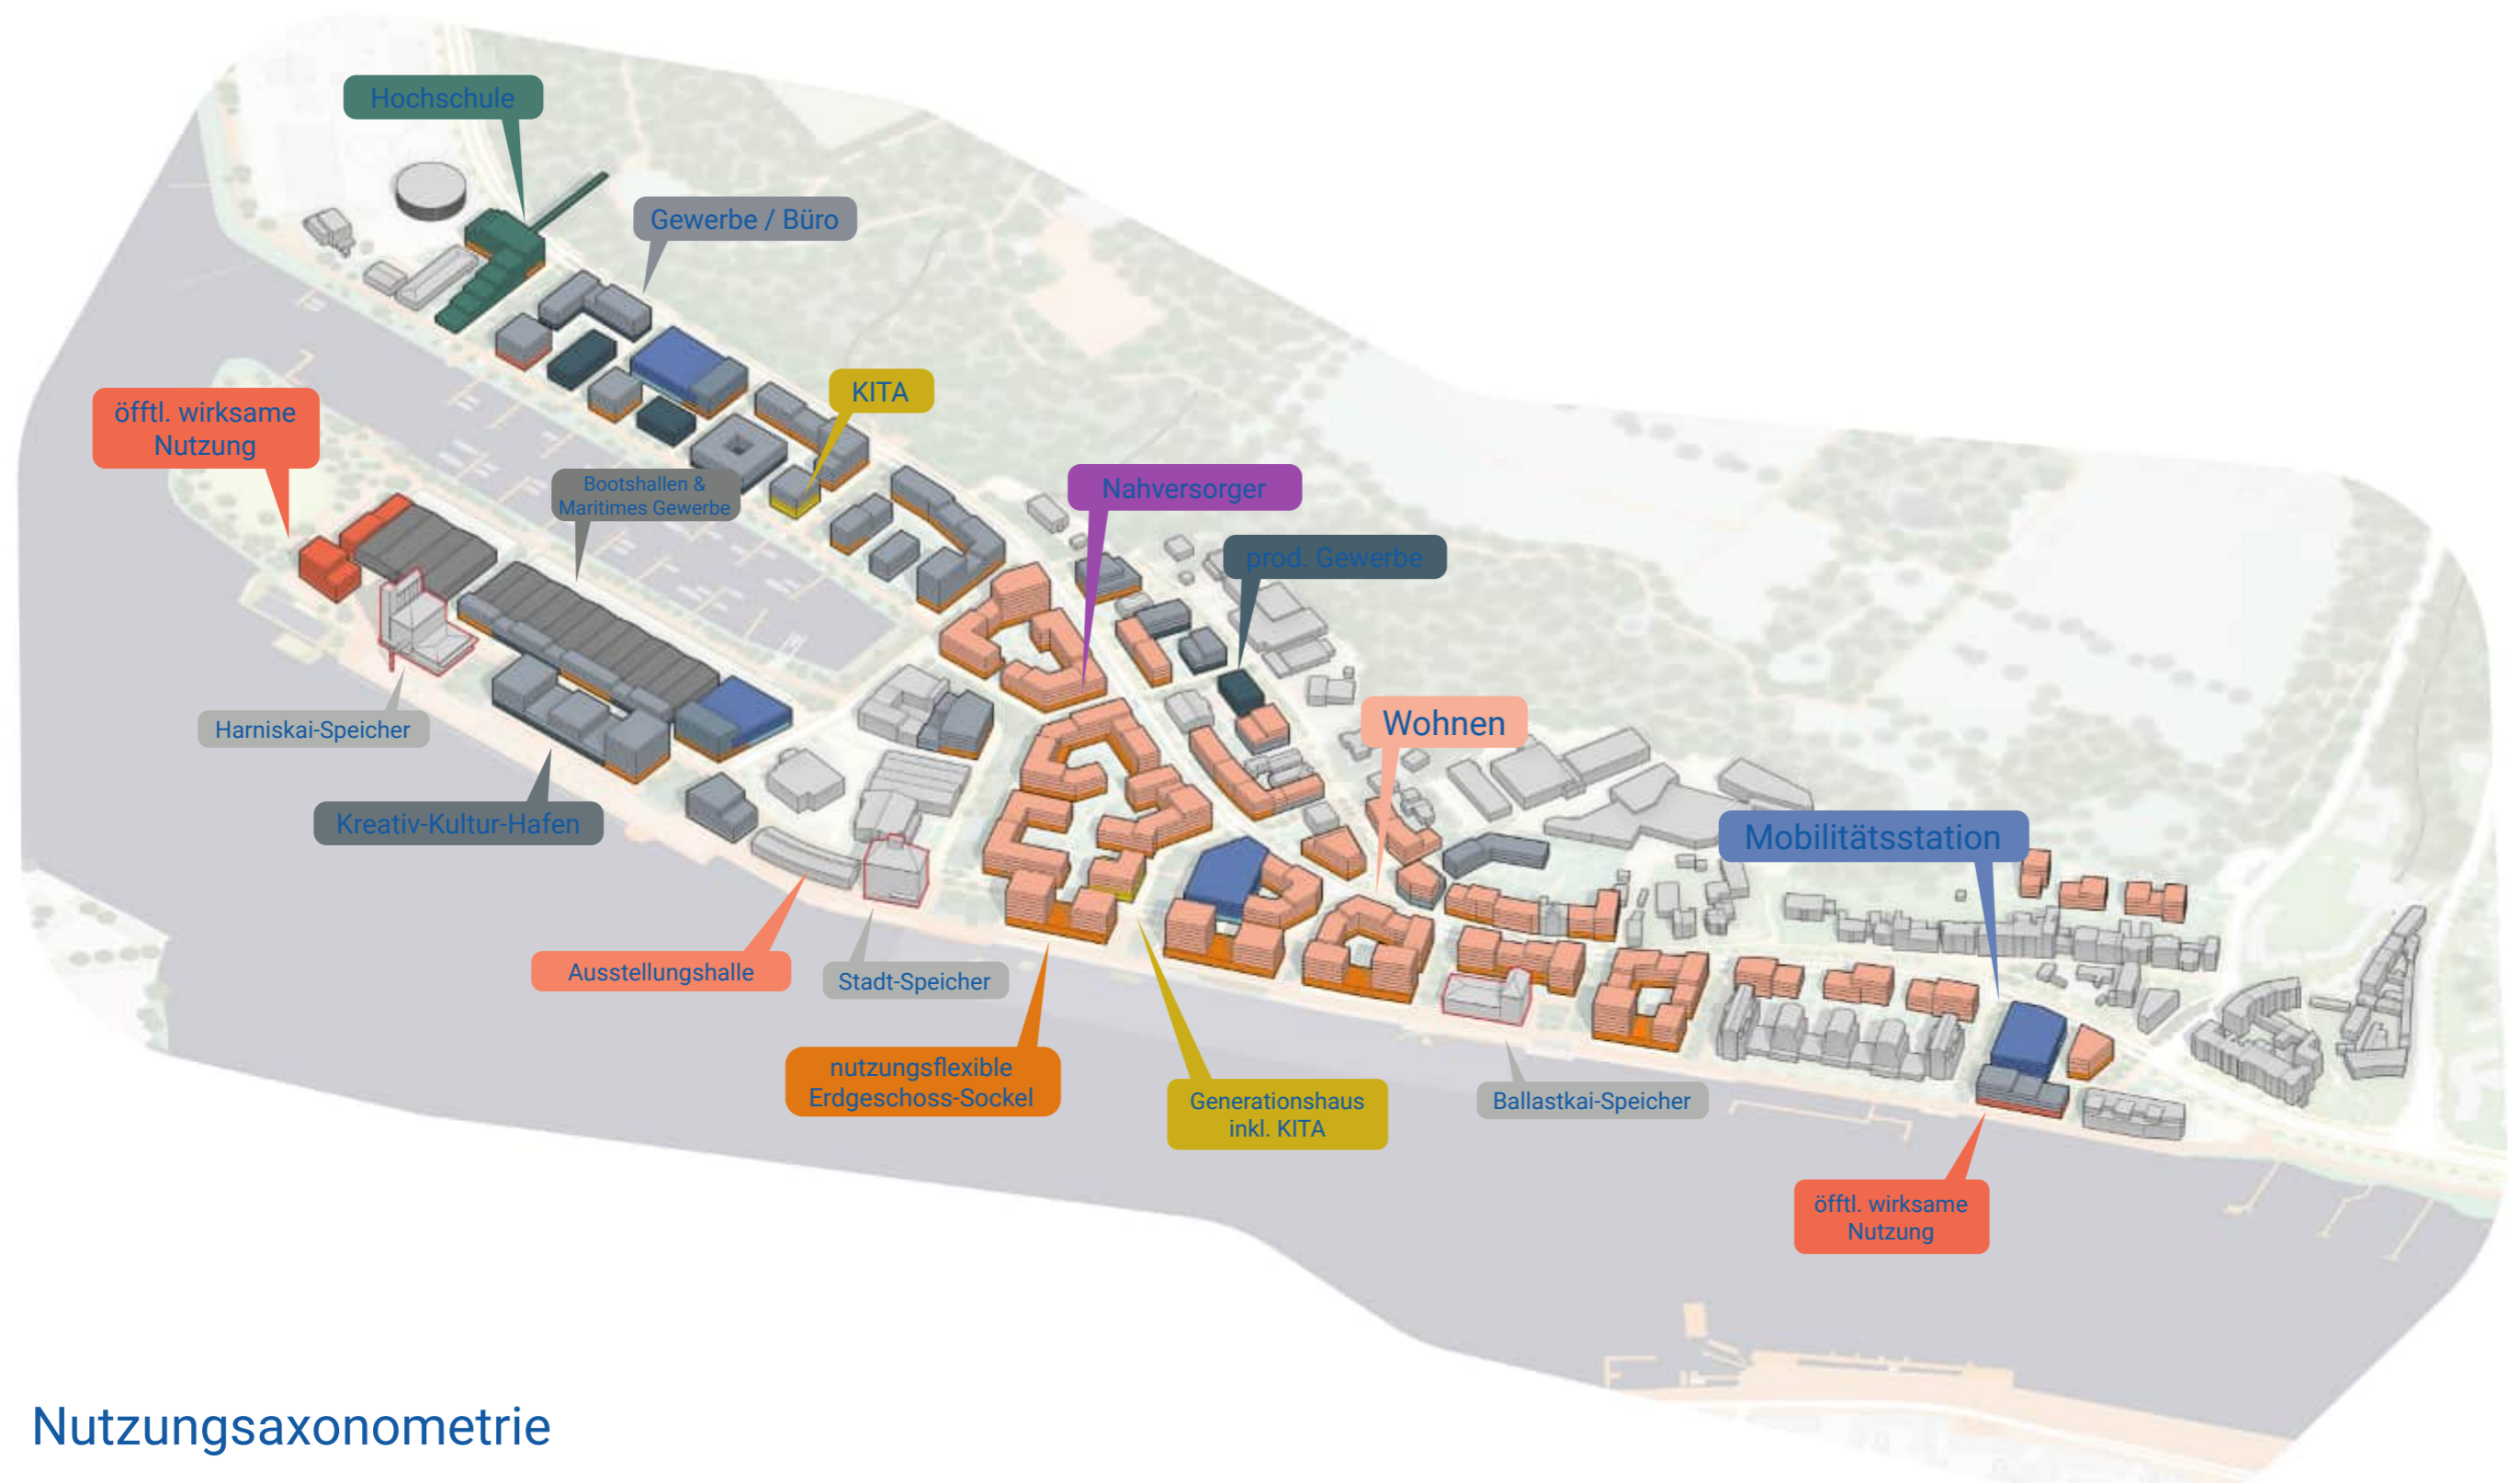 Hochschule
Gewerbe / Büro
KITA
öfftl. wirksame
Nutzung
Bootshallen &
Maritimes Gewerbe
Nahversorger
prod. Gewerbe
Harniskai-Speicher
Wohnen
Kreativ-Kultur-Hafen
Mobilitätsstation
Ausstellungshalle
Stadt-Speicher
nutzungsflexible
Erdgeschoss-Sockel
Generationshaus
inkl. KITA
Ballastkai-Speicher
öfftl. wirksame
Nutzung
Nutzungsaxonometrie